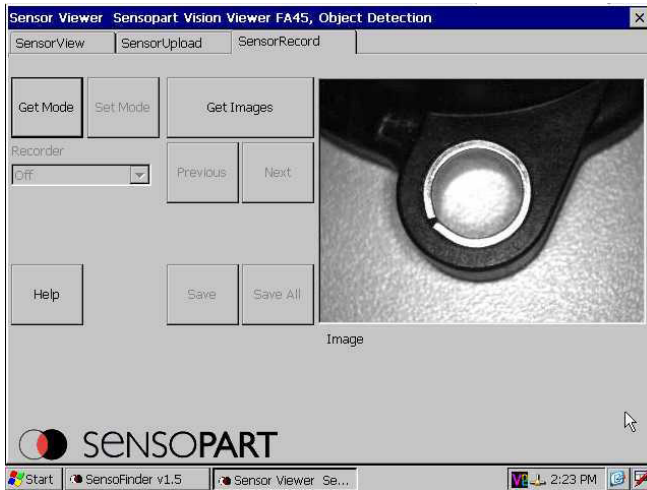 Sensor Viewer Sensopart Vision Viewer FA45, Object Detection
SensorView SensorUpload SensorRecord
Get Mode Set Mode Get Images
Recorder
Off Previous Next
Help Save Save All
Image
SENSOPART
Start SensoFinder v1.5 Sensor Viewer Se... 2:23 PM